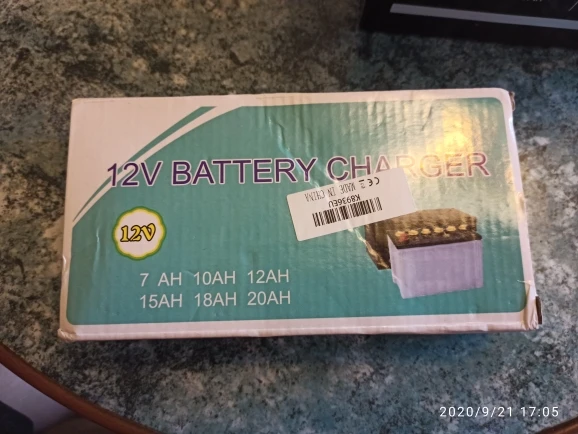 12V BATTERY CHARGER
CE MADE IN CHINA
K8936EU
12V
7 AH 10AH 12AH
15AH 18AH 20AH
2020/9/21 17:05